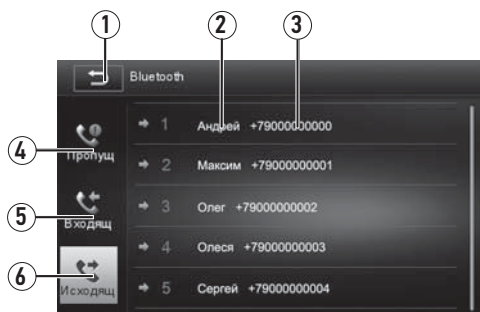 1 2 3
Bluetooth
1 Андрей +79000000000
4
Пропущ
2 Максим +79000000001
3 Олег +79000000002
5
Входящ
4 Олеся +79000000003
6
Исходящ
5 Сергей +79000000004